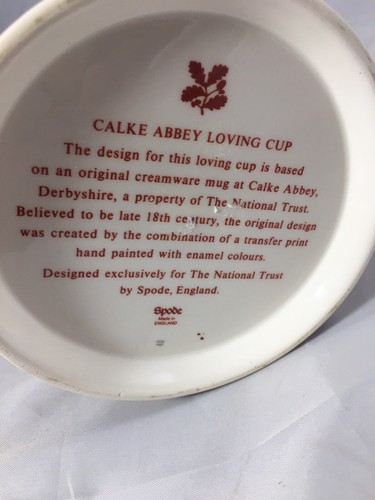 CALKE ABBEY LOVING CUP
The design for this loving cup is based
on an original creamware mug at Calke Abbey,
Derbyshire, a property of The National Trust.
Believed to be late 18th century, the original design
was created by the combination of a transfer print
hand painted with enamel colours.
Designed exclusively for The National Trust
by Spode, England.
Spode
Made in
ENGLAND